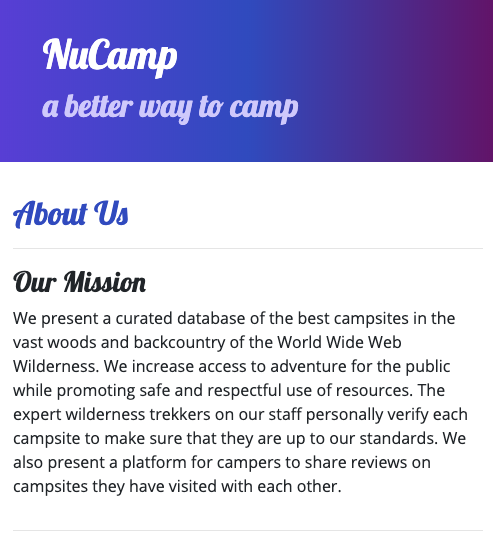 NuCamp
a better way to camp
About Us
Our Mission
We present a curated database of the best campsites in the
vast woods and backcountry of the World Wide Web
Wilderness. We increase access to adventure for the public
while promoting safe and respectful use of resources. The
expert wilderness trekkers on our staff personally verify each
campsite to make sure that they are up to our standards. We
also present a platform for campers to share reviews on
campsites they have visited with each other.